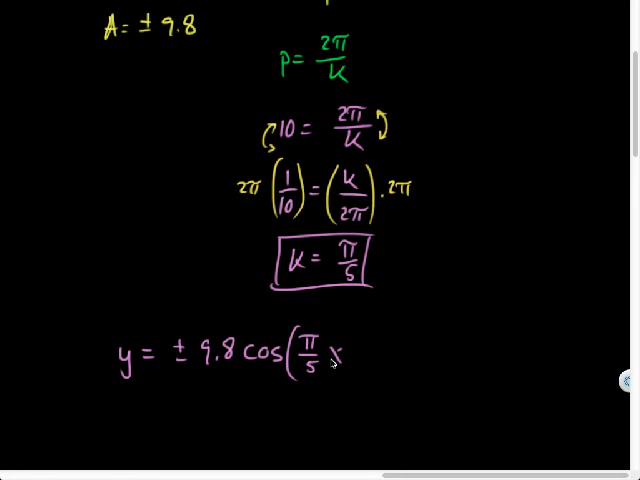 A = ± 9.8
p = 2π/k
10 = 2π/k
2π (1/10) = (k/2π) · 2π
k = π/5
y = ± 9.8 cos(π/5 x